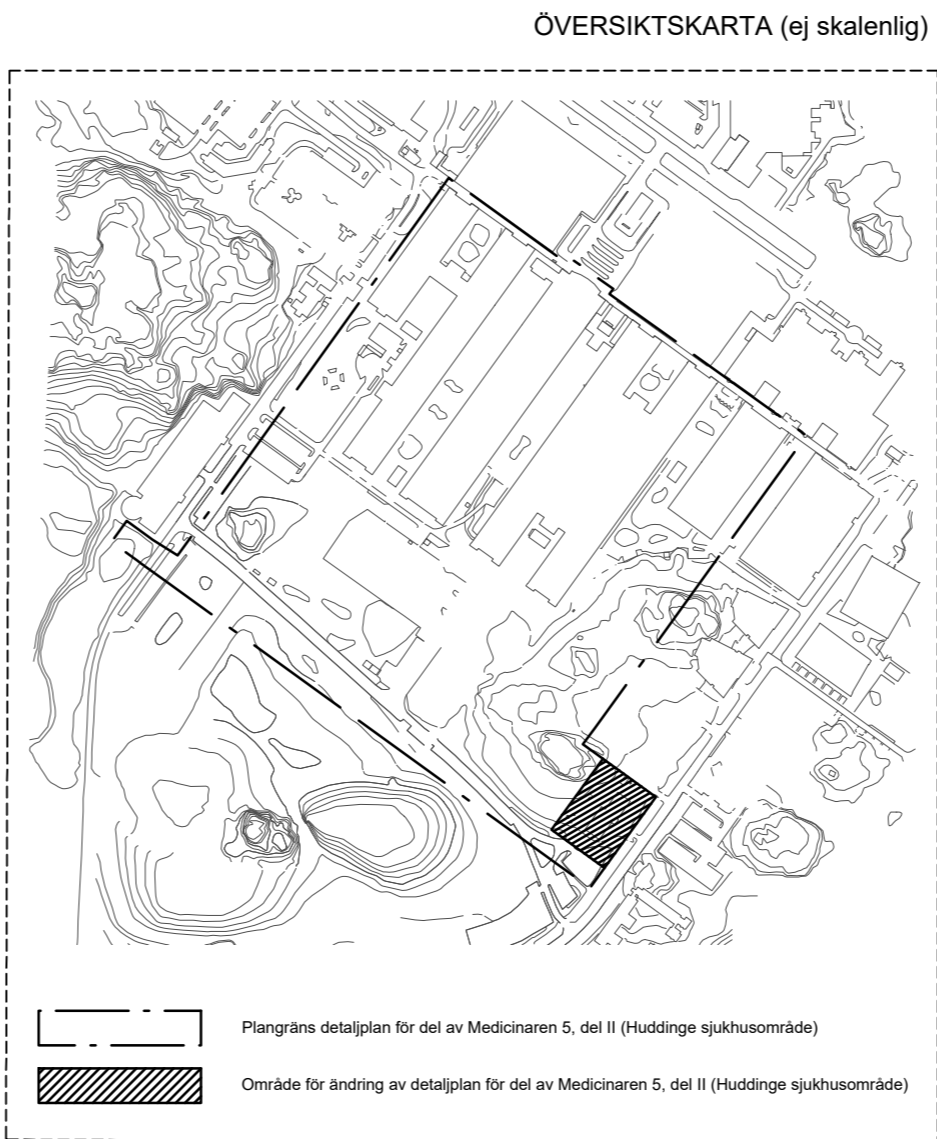 ÖVERSIKTSKARTA (ej skalenlig)
Plangräns detaljplan för del av Medicinaren 5, del II (Huddinge sjukhusområde)
Område för ändring av detaljplan för del av Medicinaren 5, del II (Huddinge sjukhusområde)